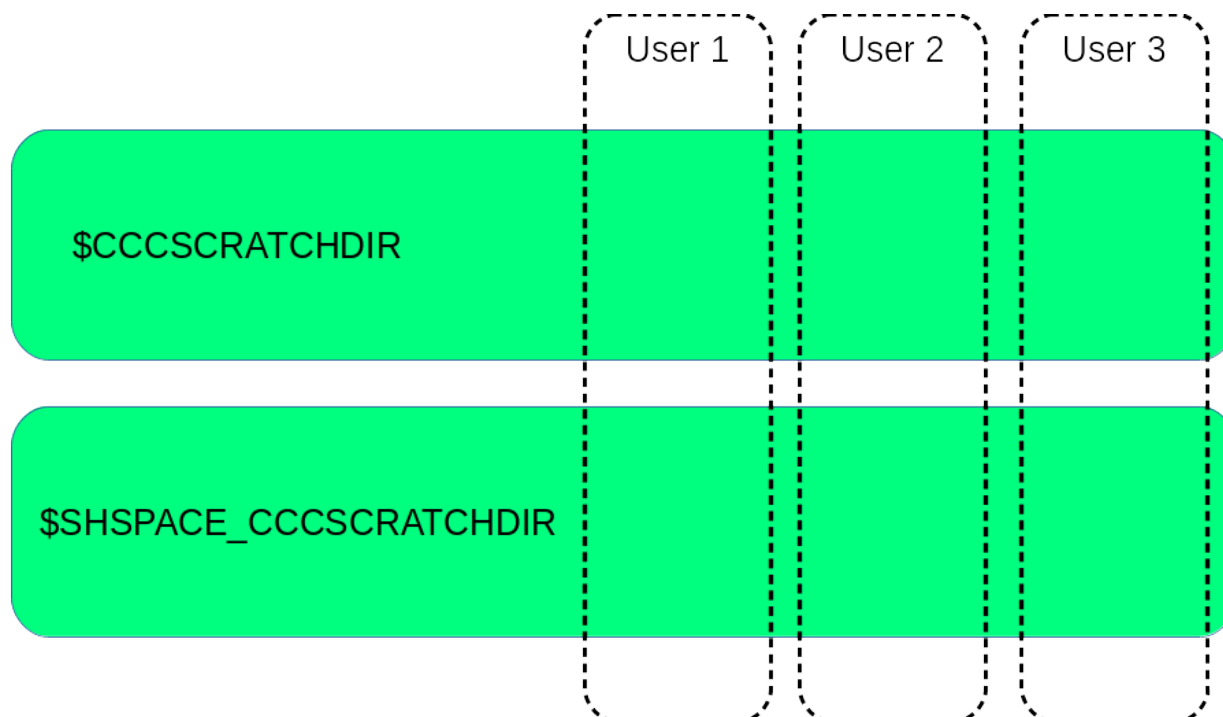 User 1
User 2
User 3
$CCCSCRATCHDIR
$SHSPACE_CCCSCRATCHDIR